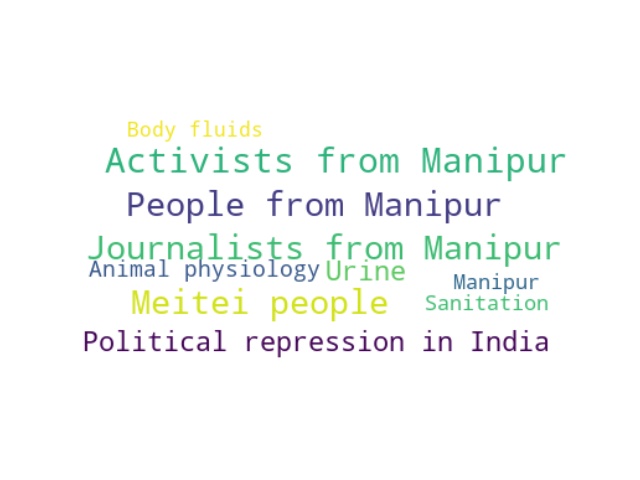 Body fluids
Activists from Manipur
People from Manipur
Journalists from Manipur
Animal physiology Urine
Manipur
Meitei people
Sanitation
Political repression in India